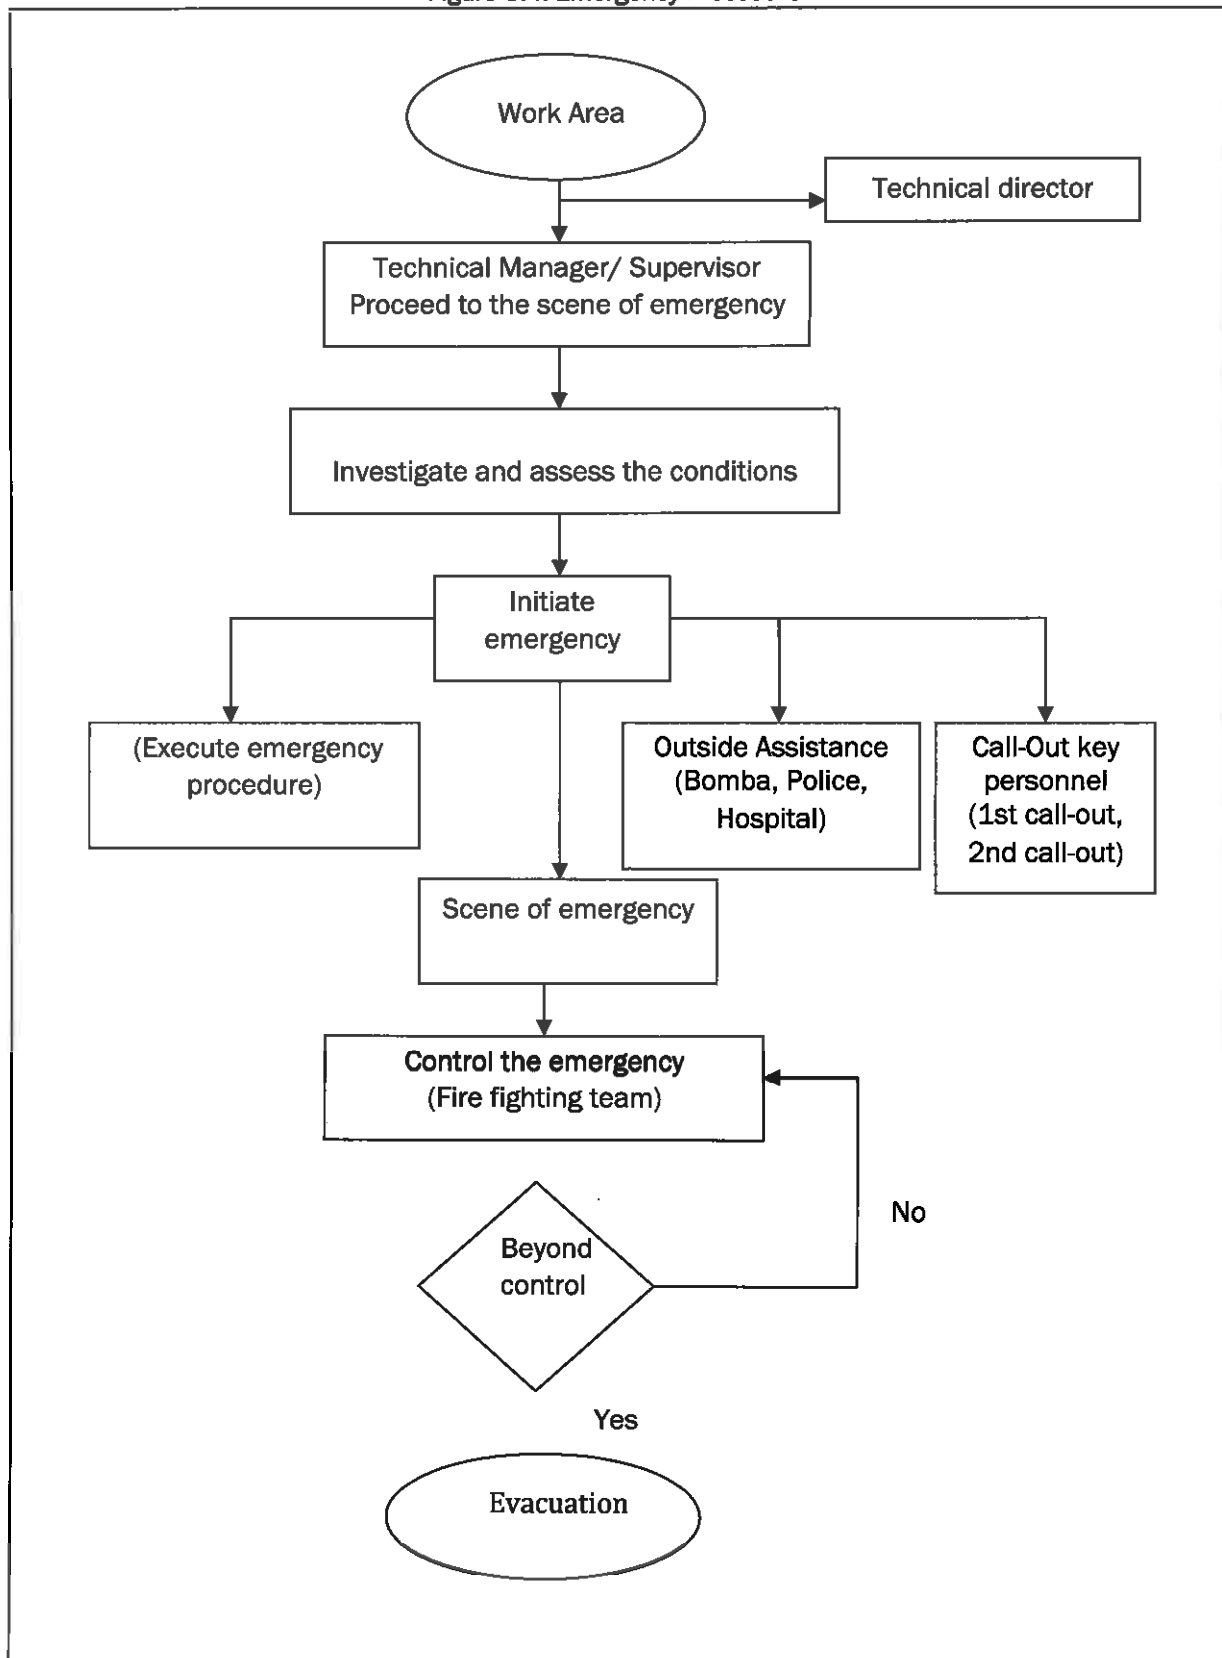 Work Area
Technical director
Technical Manager/ Supervisor
Proceed to the scene of emergency
Investigate and assess the conditions
Initiate
emergency
(Execute emergency
procedure)
Outside Assistance
(Bomba, Police,
Hospital)
Call-Out key
personnel
(1st call-out,
2nd call-out)
Scene of emergency
Control the emergency
(Fire fighting team)
No
Beyond
control
Yes
Evacuation